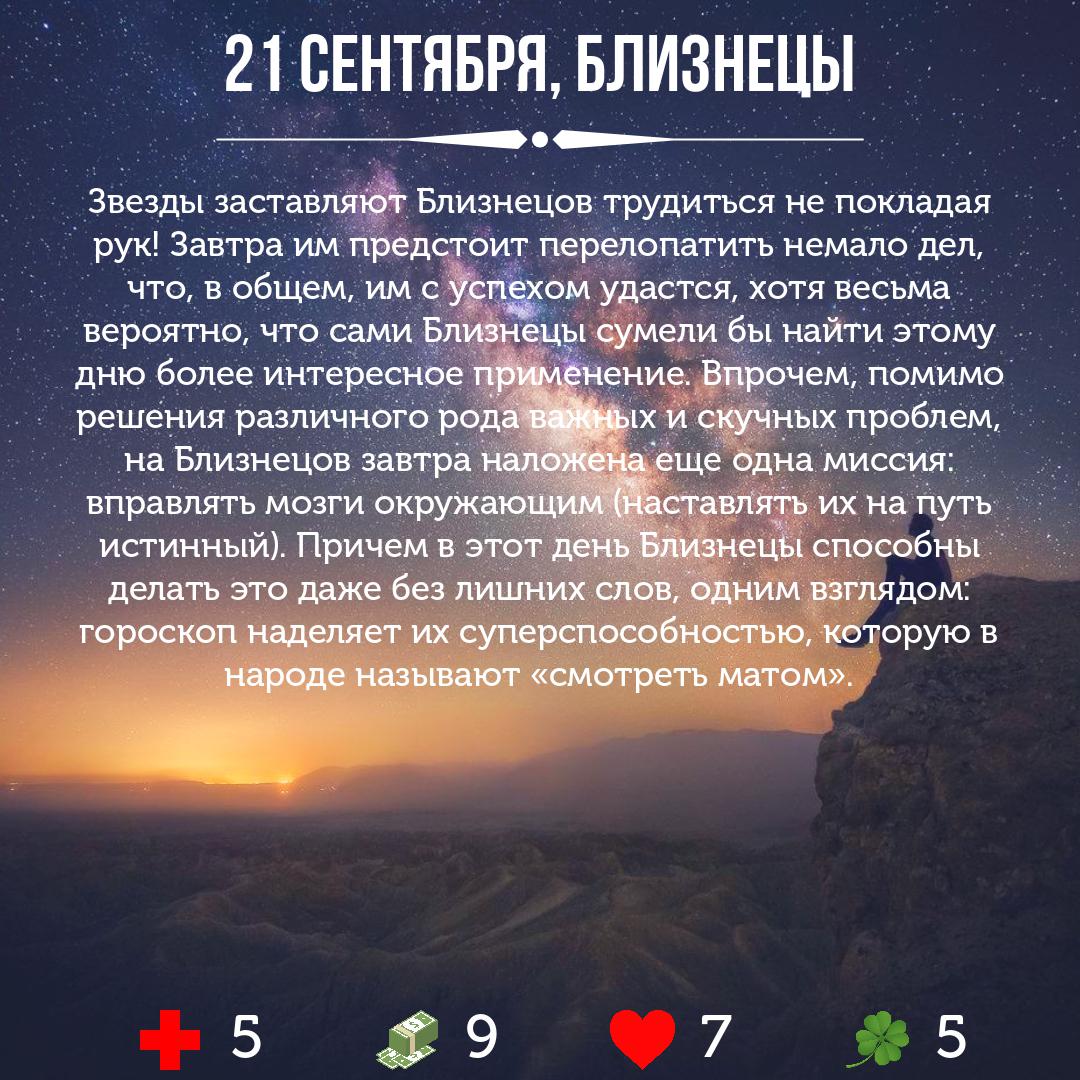 21 СЕНТЯБРЯ, БЛИЗНЕЦЫ
Звезды заставляют Близнецов трудиться не покладая
рук! Завтра им предстоит перелопатить немало дел,
что, в общем, им с успехом удастся, хотя весьма
вероятно, что сами Близнецы сумели бы найти этому
дню более интересное применение. Впрочем, помимо
решения различного рода важных и скучных проблем,
на Близнецов завтра наложена еще одна миссия:
вправлять мозги окружающим (наставлять их на путь
истинный). Причем в этот день Близнецы способны
делать это даже без лишних слов, одним взглядом:
гороскоп наделяет их суперспособностью, которую в
народе называют «смотреть матом».
5 9 7 5